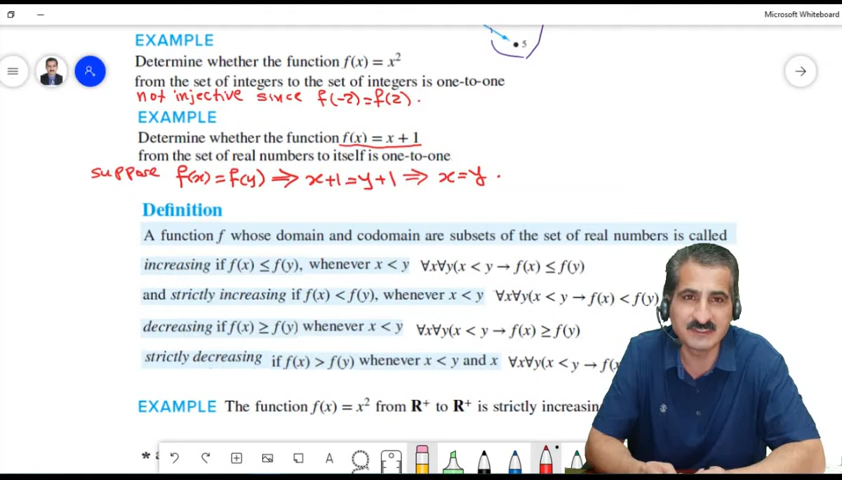 Microsoft Whiteboard
5
EXAMPLE
Determine whether the function f(x) = x²
from the set of integers to the set of integers is one-to-one
not injective since f(-2)=f(2).
EXAMPLE
Determine whether the function f(x) = x + 1
from the set of real numbers to itself is one-to-one
suppose f(x)=f(y) ⟹ x+1=y+1 ⟹ x=y.
Definition
A function f whose domain and codomain are subsets of the set of real numbers is called
increasing if f(x) ≤ f(y), whenever x < y ∀x∀y(x < y → f(x) ≤ f(y)
and strictly increasing if f(x) < f(y), whenever x < y ∀x∀y(x < y → f(x) < f(y)
decreasing if f(x) ≥ f(y) whenever x < y ∀x∀y(x < y → f(x) ≥ f(y)
strictly decreasing if f(x) > f(y) whenever x < y and x ∀x∀y(x < y → f(x
EXAMPLE The function f(x) = x² from R⁺ to R⁺ is strictly increasin
*
A